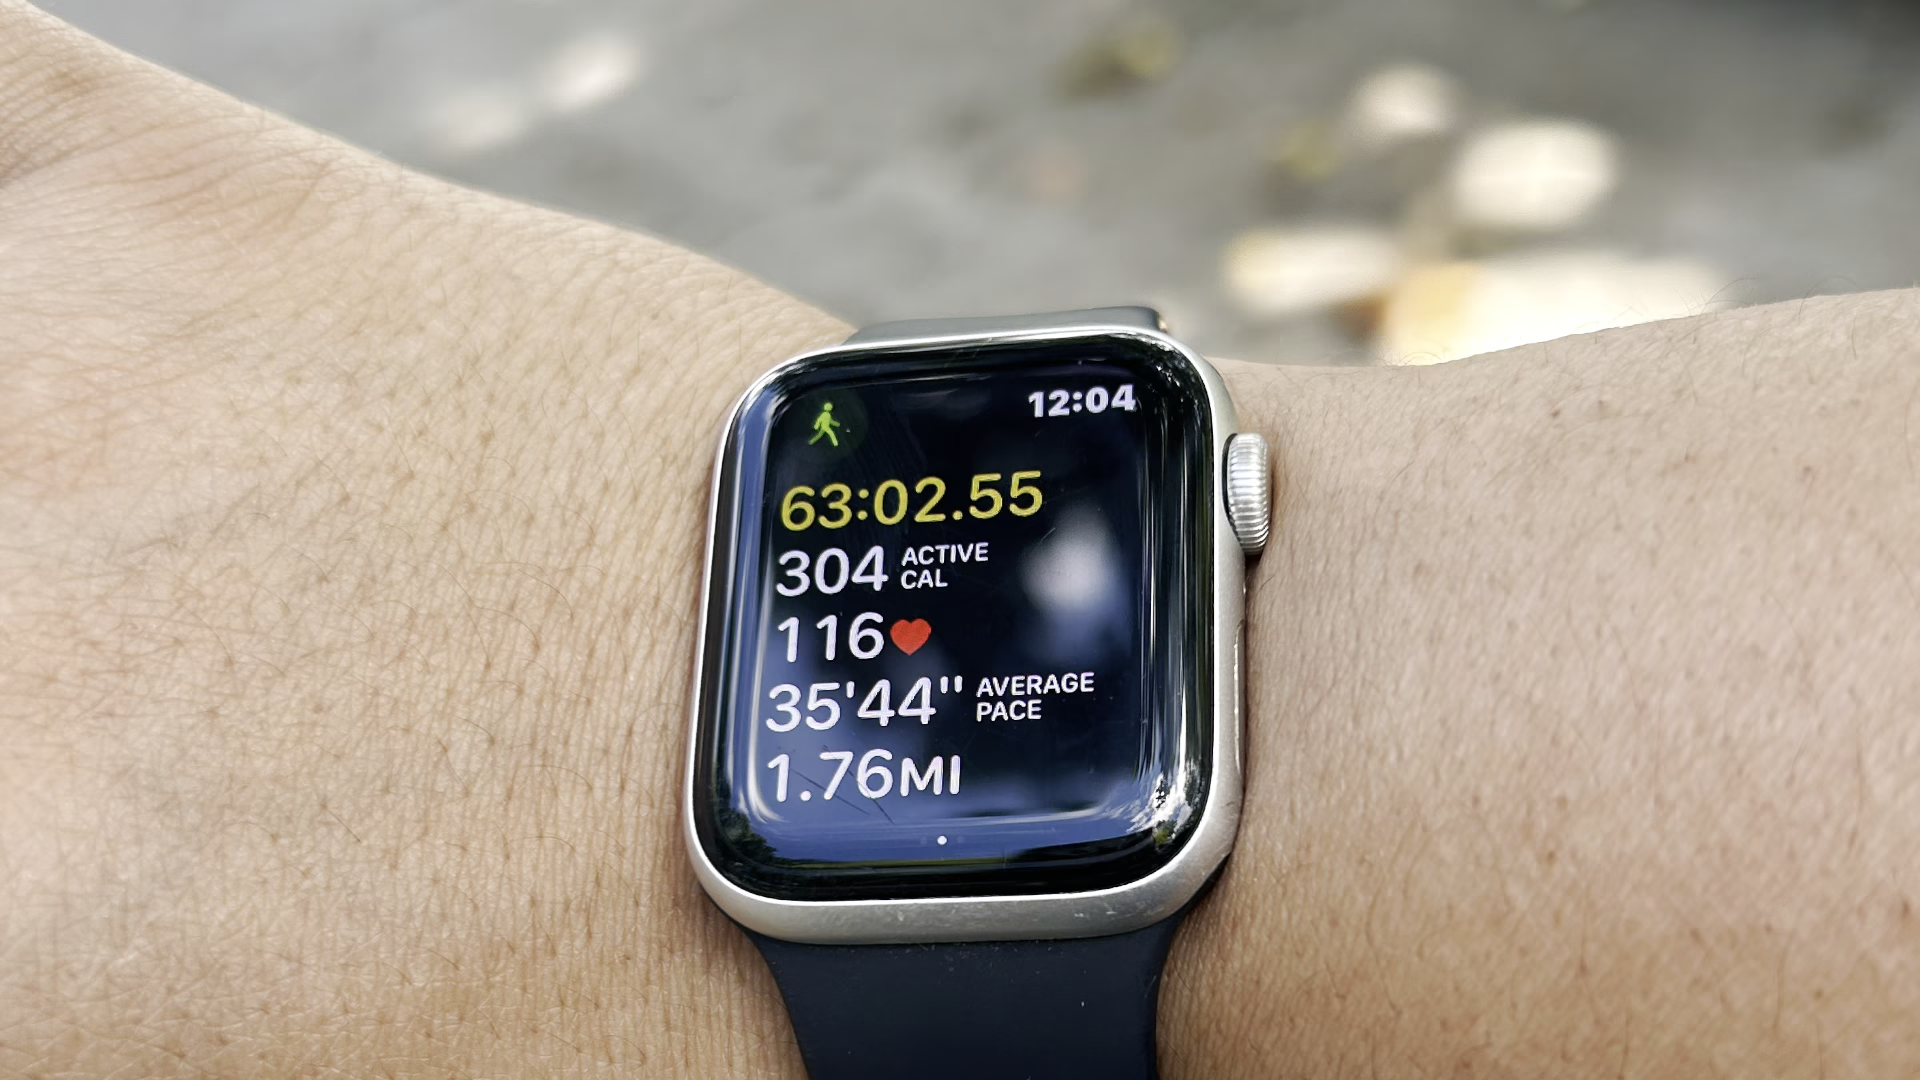 12:04
63:02.55
304 ACTIVE CAL
116
35'44" AVERAGE PACE
1.76MI